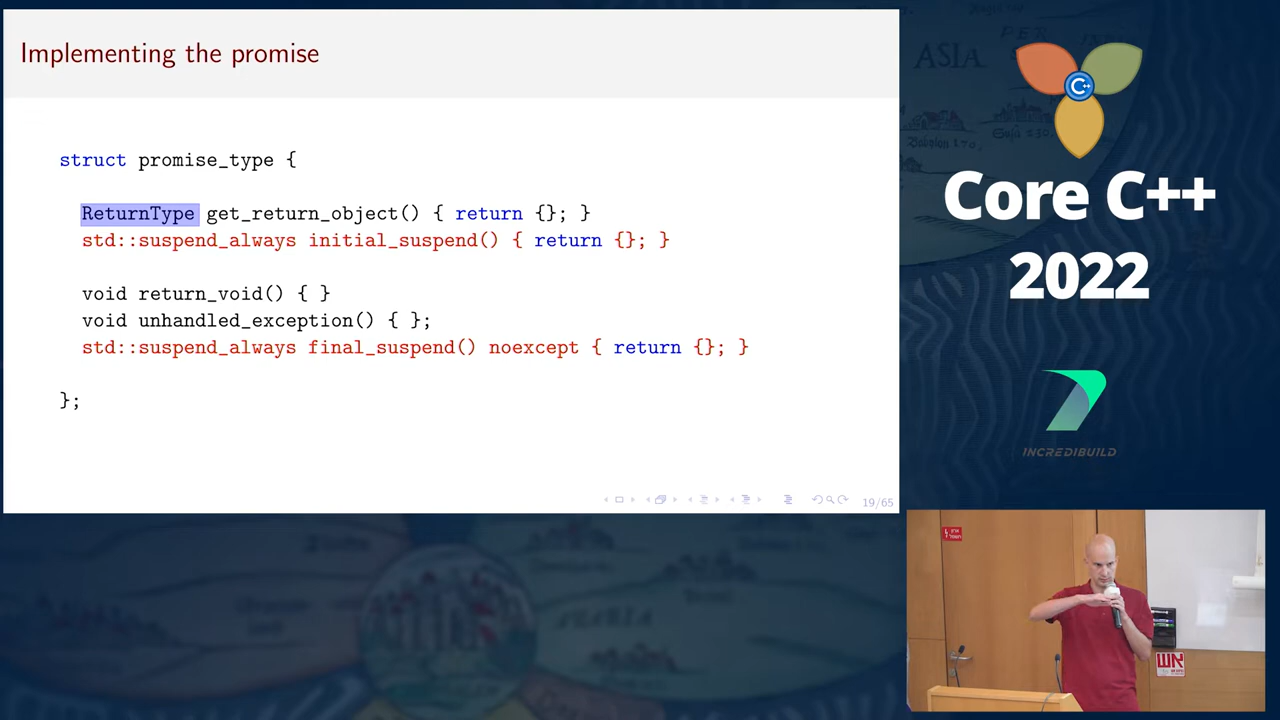 Implementing the promise
struct promise_type {
ReturnType get_return_object() { return {}; }
std::suspend_always initial_suspend() { return {}; }
void return_void() { }
void unhandled_exception() { };
std::suspend_always final_suspend() noexcept { return {}; }
};
19/65
ASIA
C++
Core C++
2022
INCREDIBUILD
אש